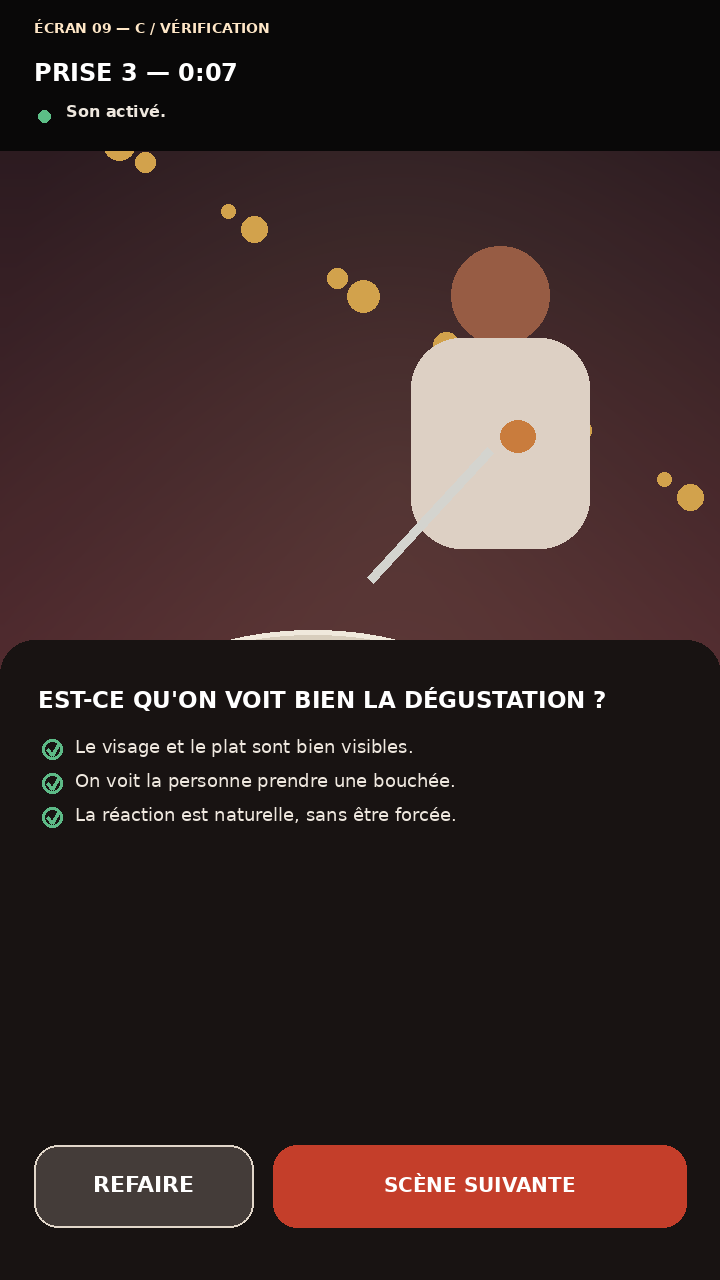 ÉCRAN 09 — C / VÉRIFICATION
PRISE 3 — 0:07
Son activé.
EST-CE QU'ON VOIT BIEN LA DÉGUSTATION ?
Le visage et le plat sont bien visibles.
On voit la personne prendre une bouchée.
La réaction est naturelle, sans être forcée.
REFAIRE
SCÈNE SUIVANTE